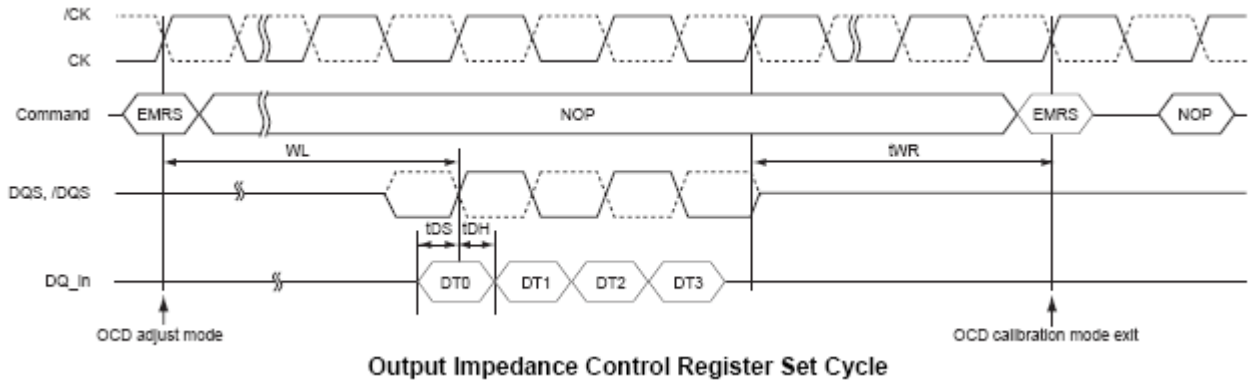 /CK
CK
Command
EMRS
NOP
EMRS
NOP
WL
tWR
DQS, /DQS
tDS
tDH
DQ_In
DT0
DT1
DT2
DT3
OCD adjust mode
OCD calibration mode exit
Output Impedance Control Register Set Cycle